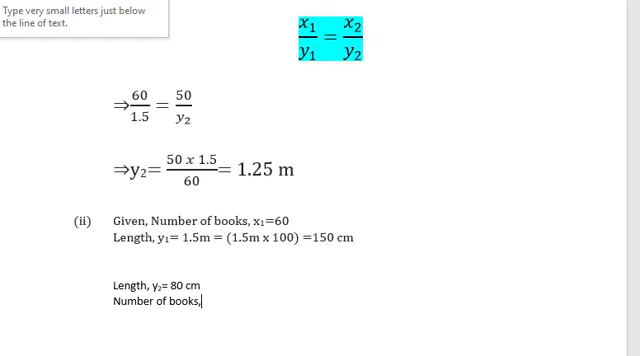 Type very small letters just below
the line of text.
x₁/y₁ = x₂/y₂
⇒60/1.5 = 50/y₂
⇒y₂= 50 x 1.5/60 = 1.25 m
(ii) Given, Number of books, x₁=60
Length, y₁= 1.5m = (1.5m x 100) =150 cm
Length, y₂= 80 cm
Number of books,